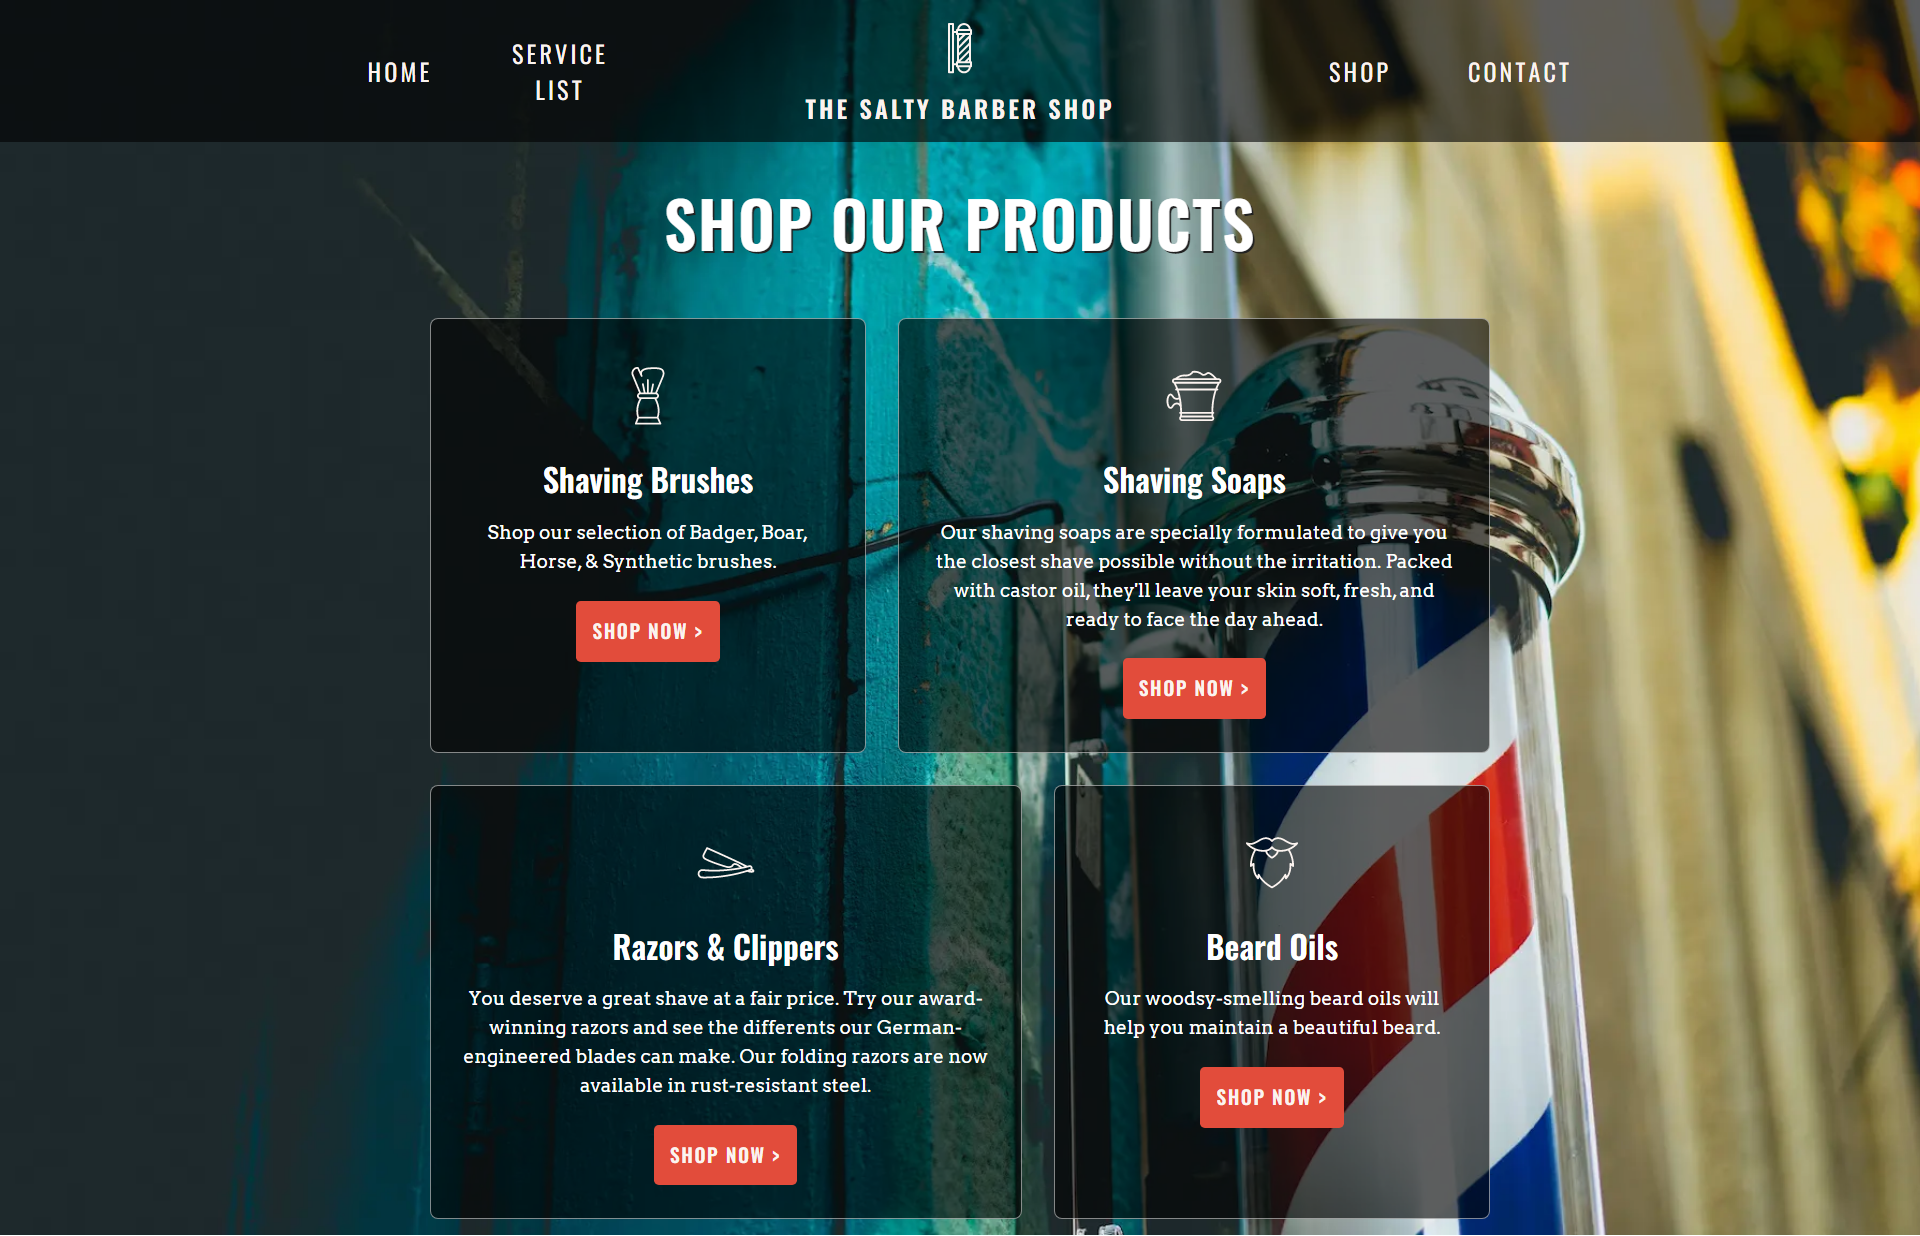 HOME
SERVICE
LIST
THE SALTY BARBER SHOP
SHOP
CONTACT
SHOP OUR PRODUCTS
Shaving Brushes
Shop our selection of Badger, Boar,
Horse, & Synthetic brushes.
SHOP NOW >
Shaving Soaps
Our shaving soaps are specially formulated to give you
the closest shave possible without the irritation. Packed
with castor oil, they'll leave your skin soft, fresh, and
ready to face the day ahead.
SHOP NOW >
Razors & Clippers
You deserve a great shave at a fair price. Try our award-
winning razors and see the differents our German-
engineered blades can make. Our folding razors are now
available in rust-resistant steel.
SHOP NOW >
Beard Oils
Our woodsy-smelling beard oils will
help you maintain a beautiful beard.
SHOP NOW >